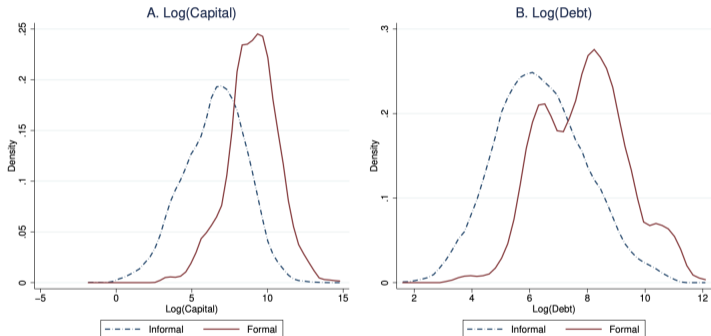 A. Log(Capital)
Density
.25
.2
.15
.1
.05
0
-5
0
5
10
15
Log(Capital)
Informal
Formal
B. Log(Debt)
Density
.3
.2
.1
0
2
4
6
8
10
12
Log(Debt)
Informal
Formal